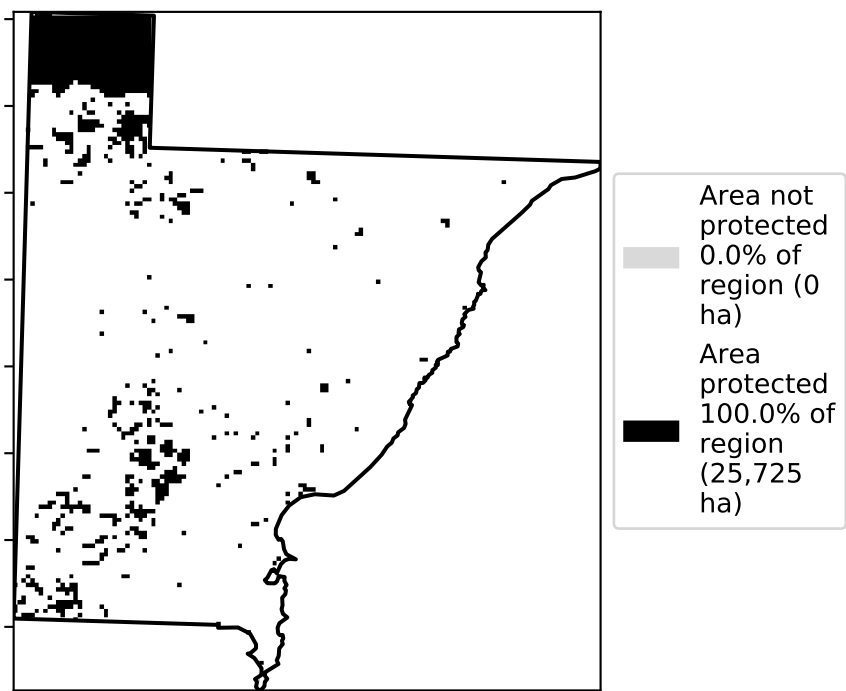 Area not
protected
0.0% of
region (0
ha)
Area
protected
100.0% of
region
(25,725
ha)